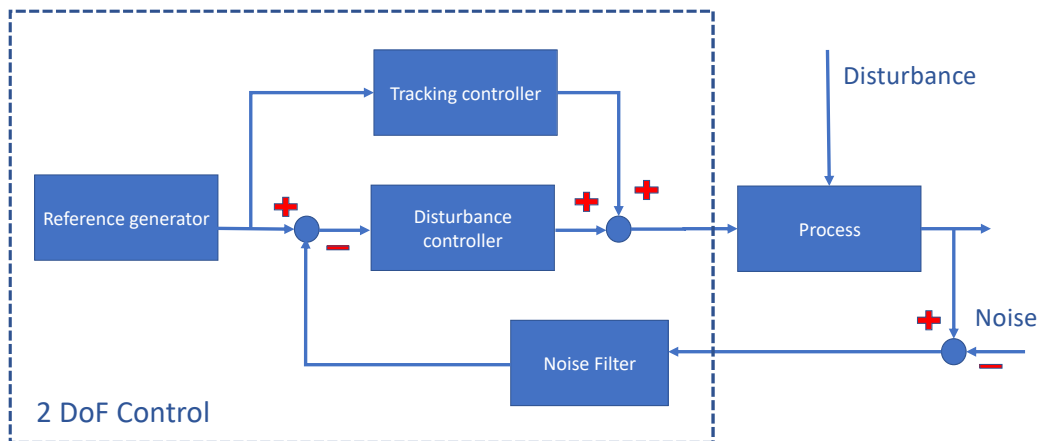 Tracking controller
Disturbance
Reference generator
Disturbance
controller
Process
Noise
Noise Filter
2 DoF Control